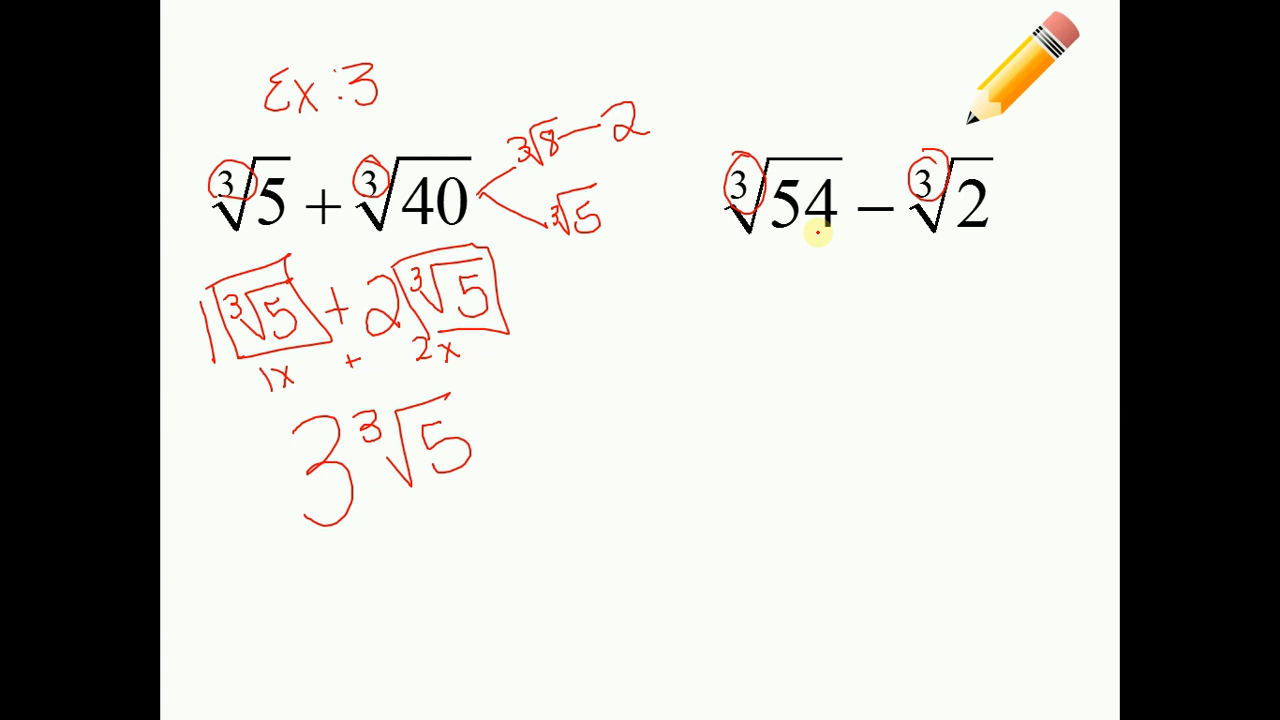 Ex:3
∛5 + ∛40
∛8 — 2
∛5
1∛5 + 2∛5
1x + 2x
3∛5
∛54 − ∛2